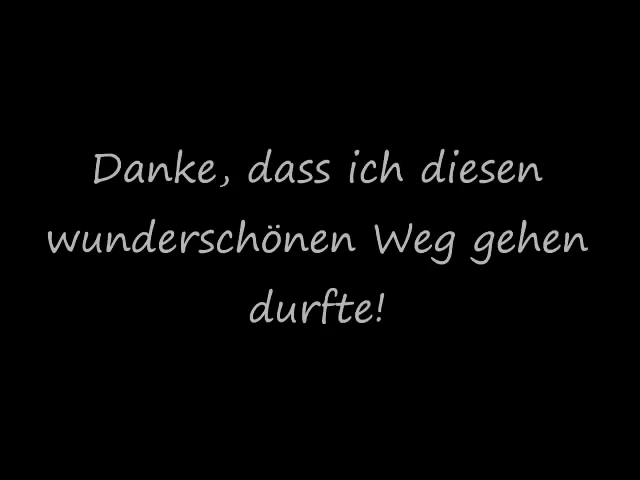 Danke, dass ich diesen
wunderschönen Weg gehen
durfte!